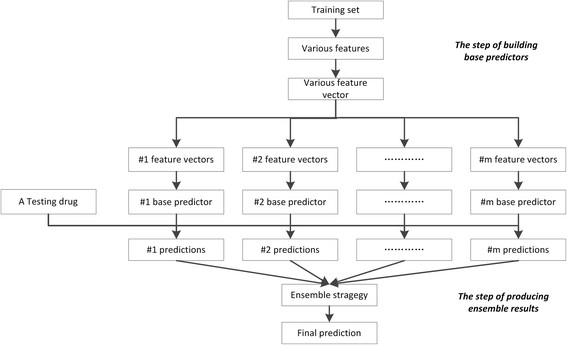 Training set
Various features
The step of building
base predictors
Various feature
vector
#1 feature vectors
#2 feature vectors
…………
#m feature vectors
A Testing drug
#1 base predictor
#2 base predictor
…………
#m base predictor
#1 predictions
#2 predictions
…………
#m predictions
Ensemble stragegy
The step of producing
ensemble results
Final prediction